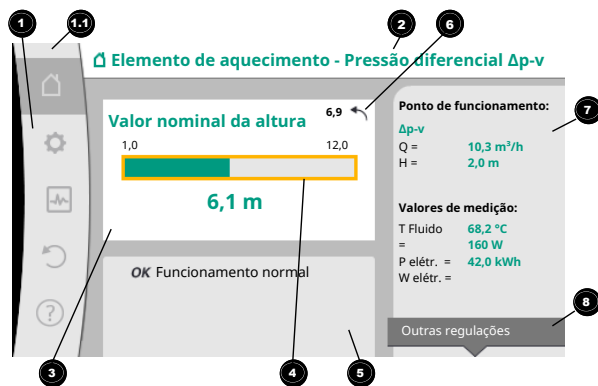 1
1.1
2
6
Elemento de aquecimento - Pressão diferencial Δp-v
Valor nominal da altura
6,9
1,0
12,0
6,1 m
OK Funcionamento normal
Ponto de funcionamento:
7
Δp-v
Q = 10,3 m³/h
H = 2,0 m
Valores de medição:
T Fluido 68,2 °C
= 160 W
P elétr. = 42,0 kWh
W elétr. =
8
Outras regulações
3
4
5